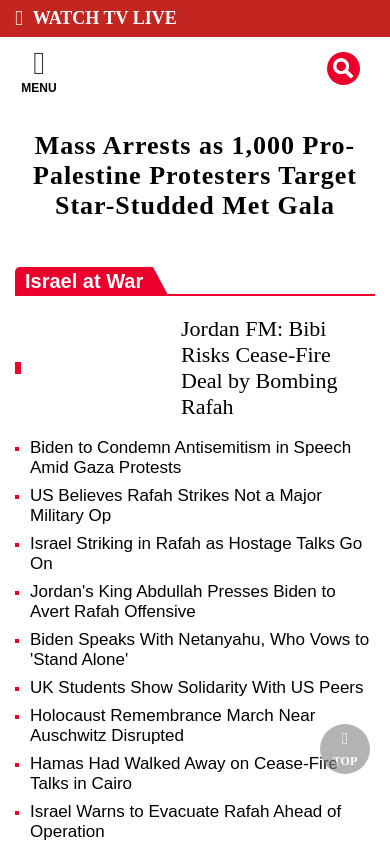 WATCH TV LIVE
MENU
Mass Arrests as 1,000 Pro-
Palestine Protesters Target
Star-Studded Met Gala
Israel at War
Jordan FM: Bibi
Risks Cease-Fire
Deal by Bombing
Rafah
Biden to Condemn Antisemitism in Speech
Amid Gaza Protests
US Believes Rafah Strikes Not a Major
Military Op
Israel Striking in Rafah as Hostage Talks Go
On
Jordan's King Abdullah Presses Biden to
Avert Rafah Offensive
Biden Speaks With Netanyahu, Who Vows to
'Stand Alone'
UK Students Show Solidarity With US Peers
Holocaust Remembrance March Near
Auschwitz Disrupted
Hamas Had Walked Away on Cease-Fire
Talks in Cairo
TOP
Israel Warns to Evacuate Rafah Ahead of
Operation